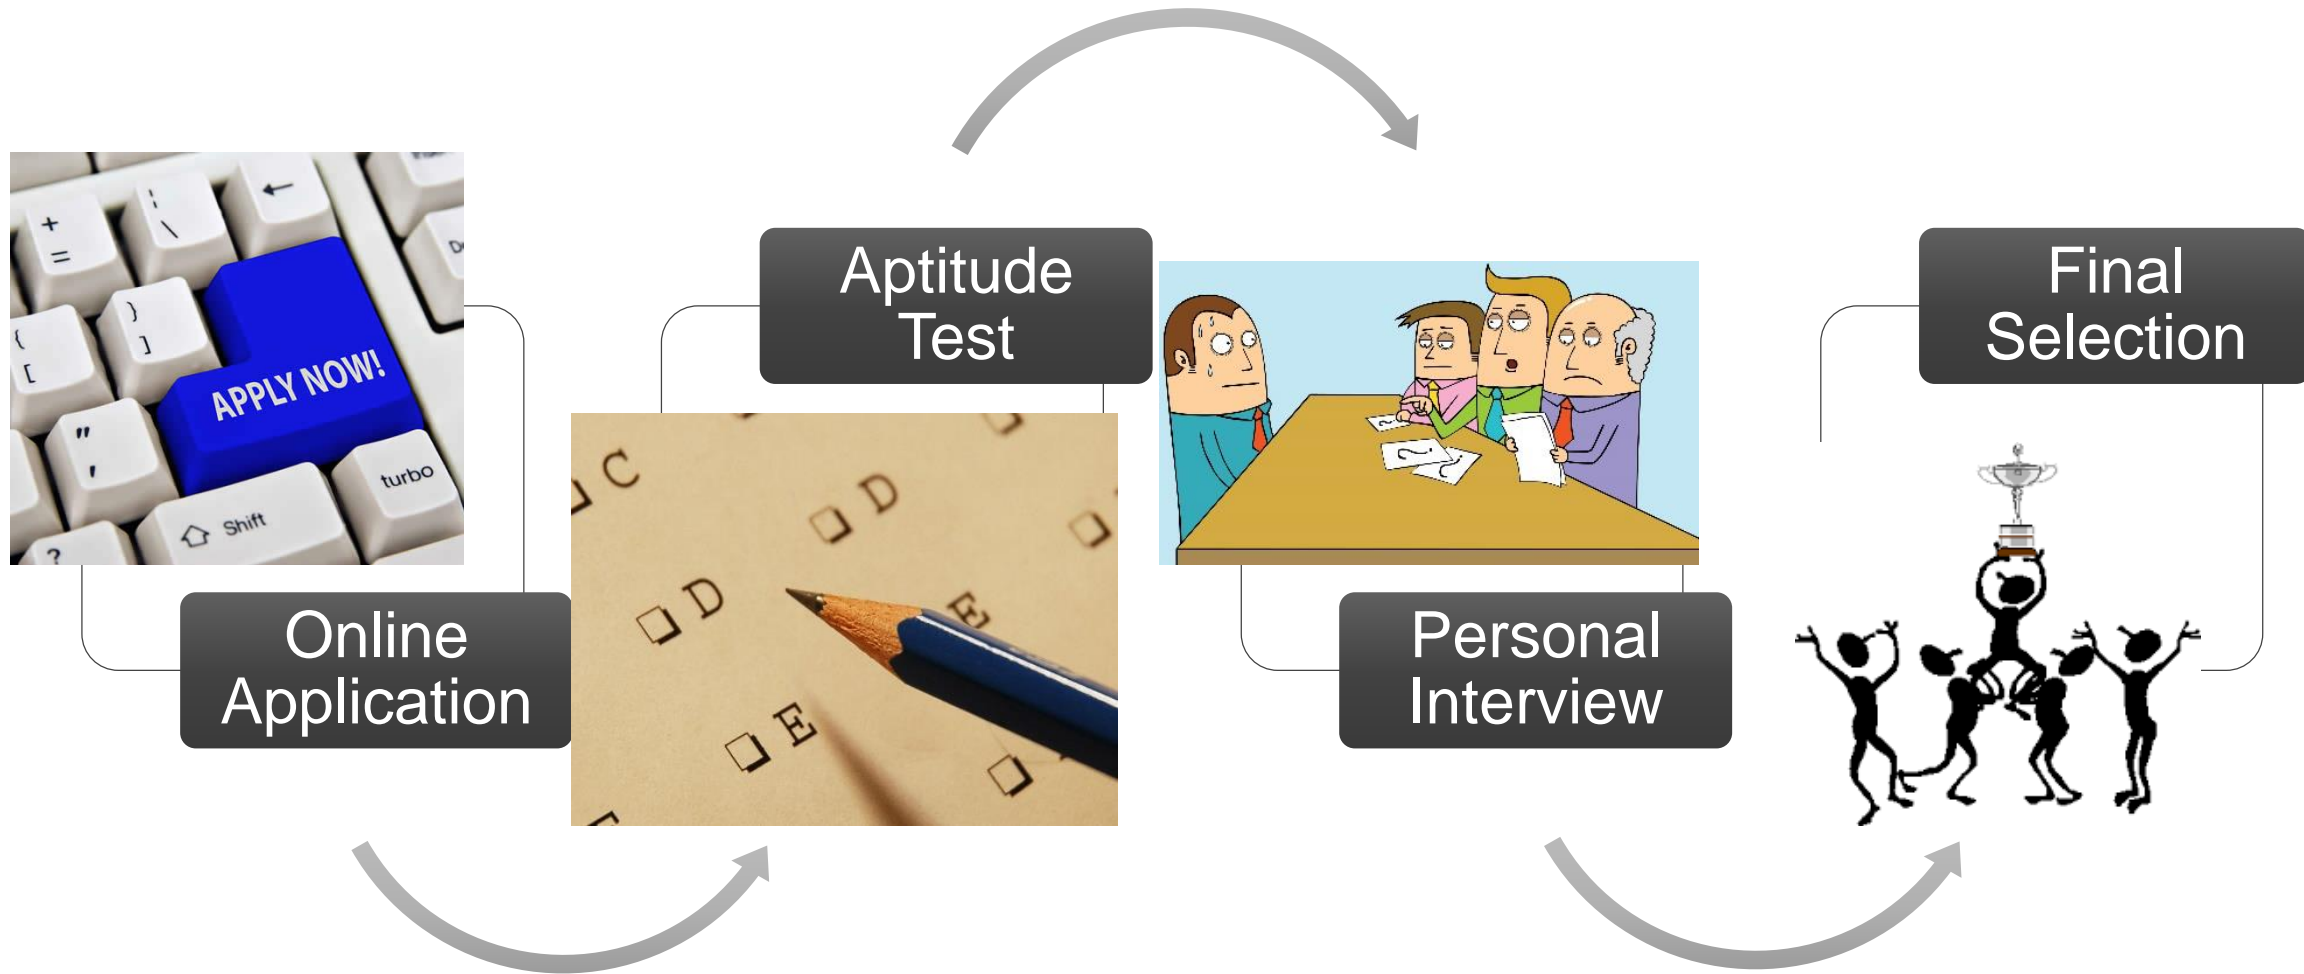 +
=
¦
\
←
{
[
}
]
"
'
?
APPLY NOW!
turbo
Shift
Online
Application
Aptitude
Test
C
D
D
E
E
Personal
Interview
Final
Selection